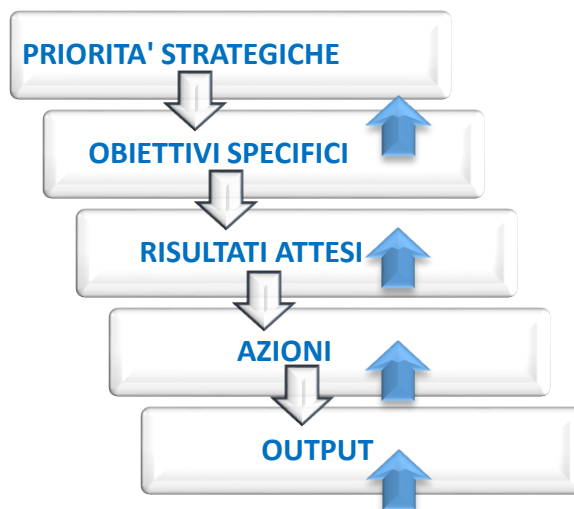 PRIORITA' STRATEGICHE
OBIETTIVI SPECIFICI
RISULTATI ATTESI
AZIONI
OUTPUT